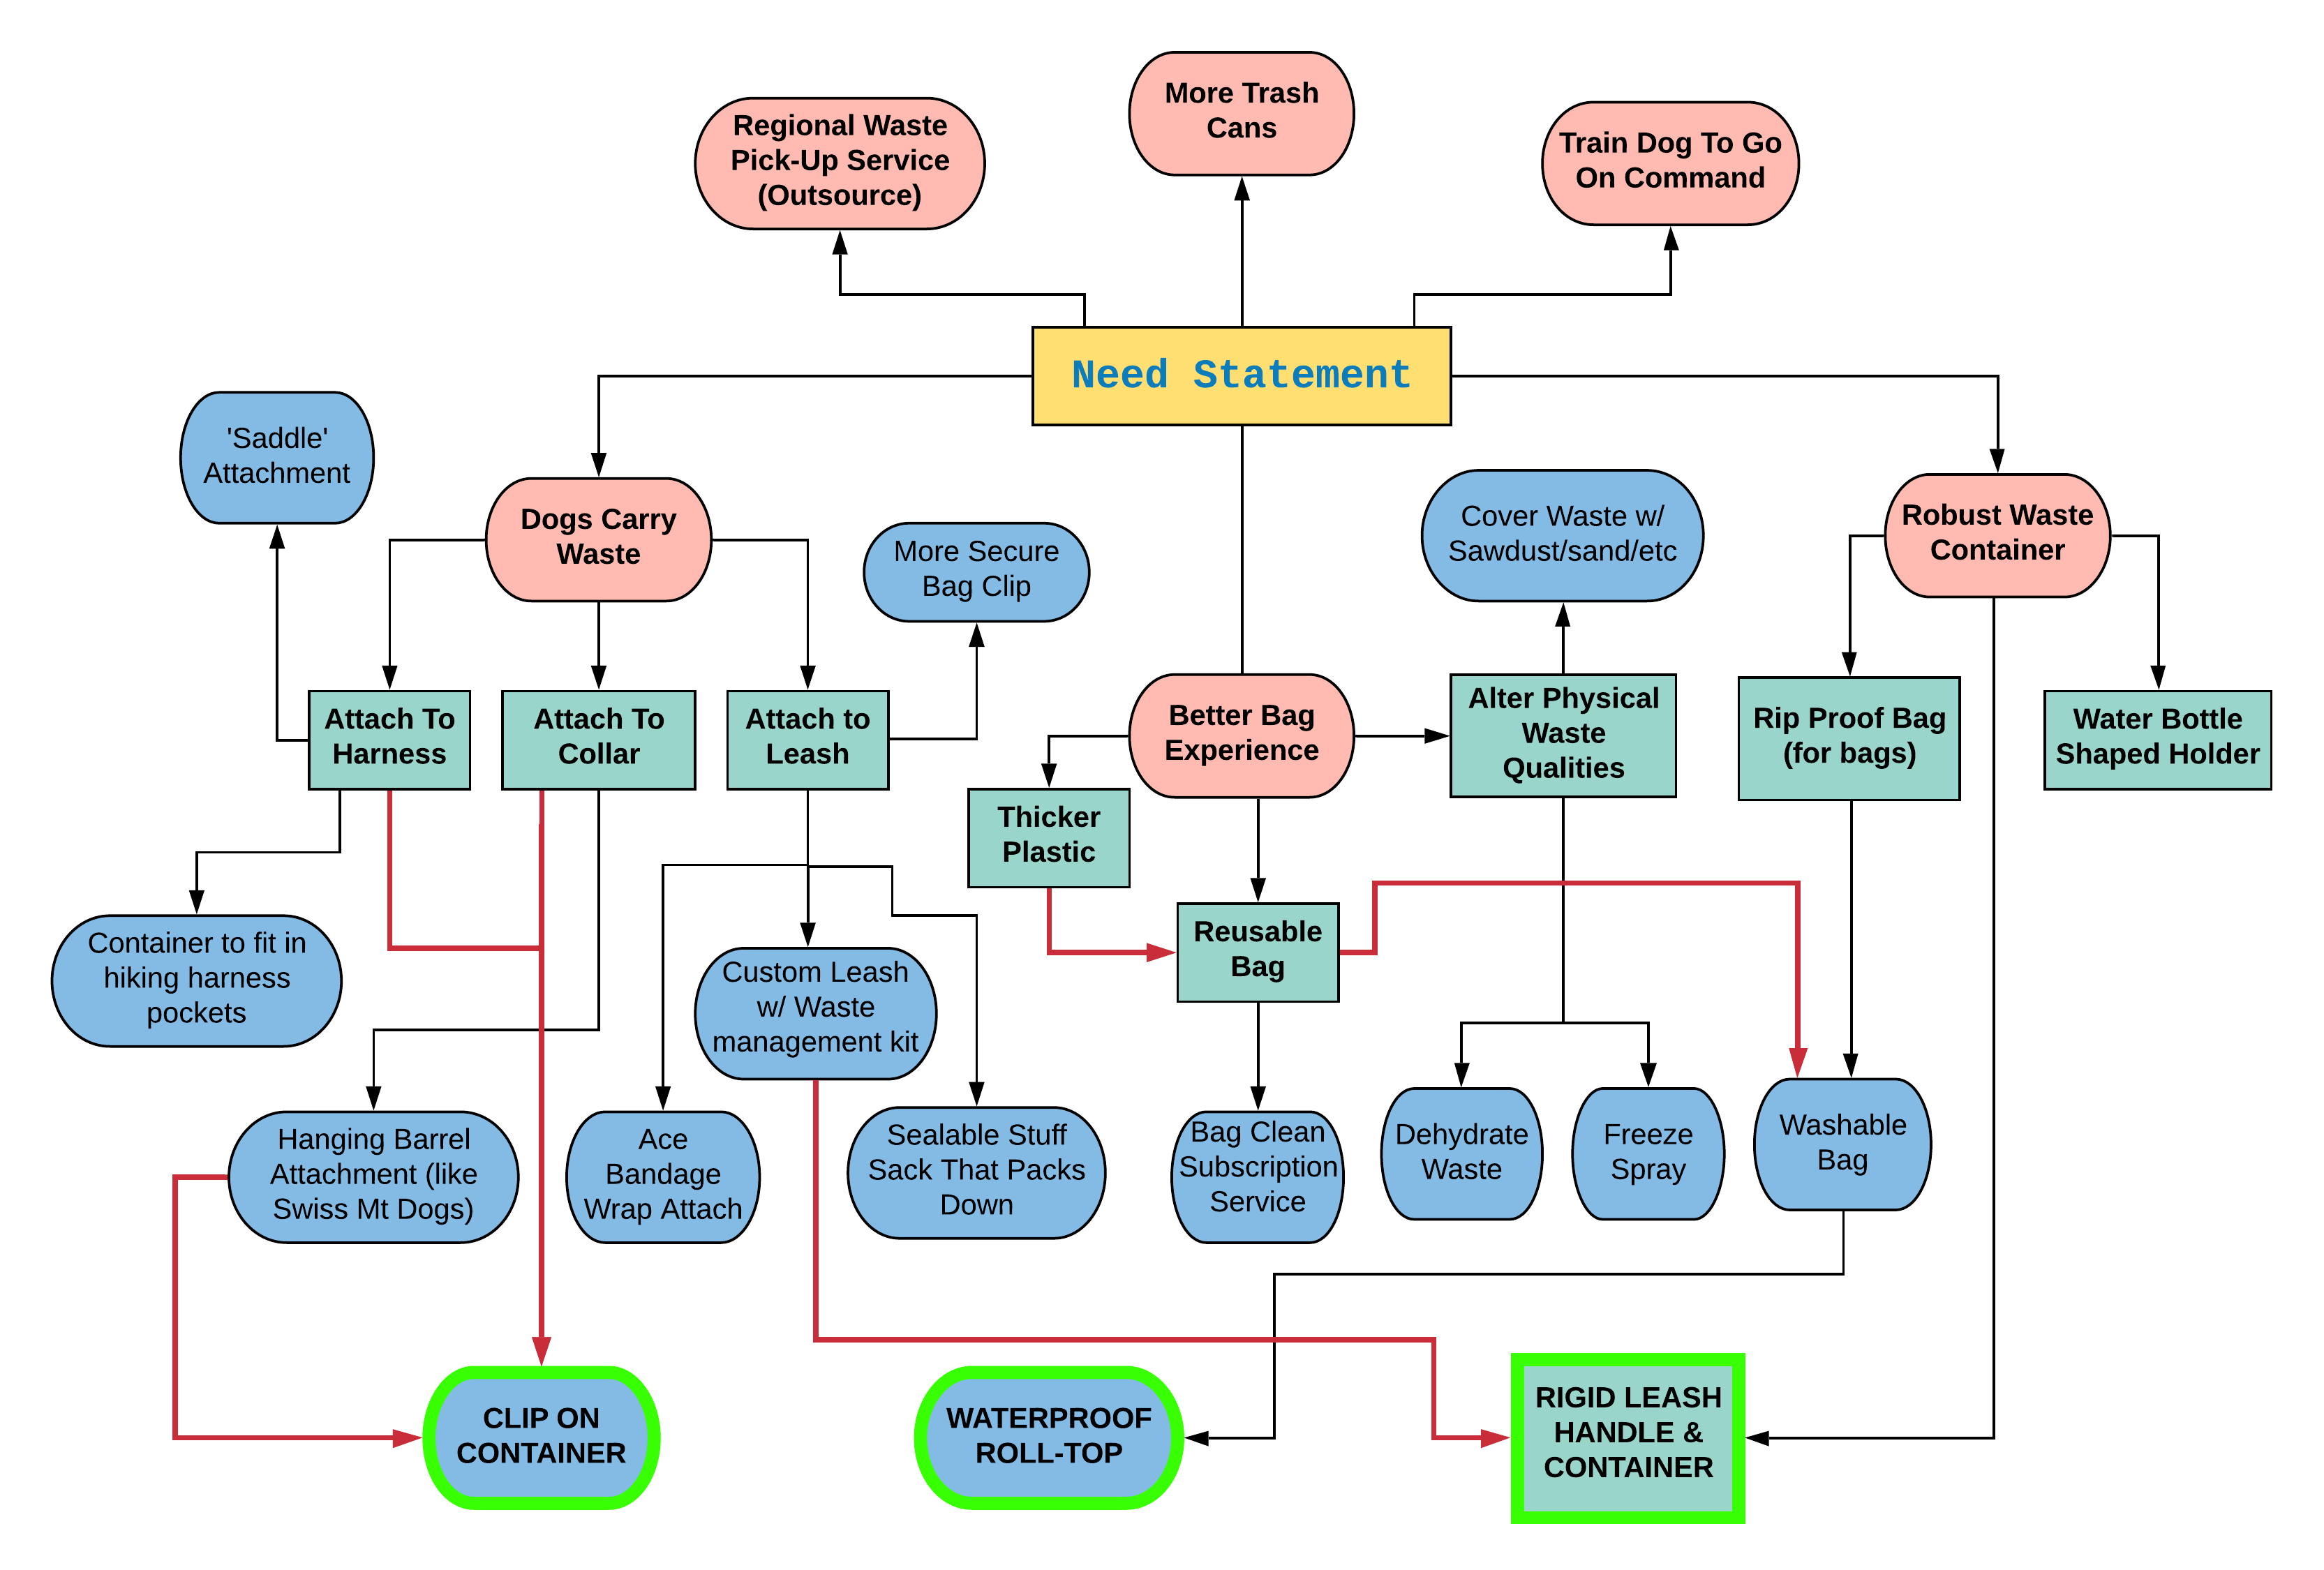 More Trash
Cans
Regional Waste
Pick-Up Service
(Outsource)
Train Dog To Go
On Command
Need Statement
'Saddle'
Attachment
Dogs Carry
Waste
More Secure
Bag Clip
Cover Waste w/
Sawdust/sand/etc
Robust Waste
Container
Attach To
Harness
Attach To
Collar
Attach to
Leash
Better Bag
Experience
Alter Physical
Waste
Qualities
Rip Proof Bag
(for bags)
Water Bottle
Shaped Holder
Thicker
Plastic
Reusable
Bag
Container to fit in
hiking harness
pockets
Custom Leash
w/ Waste
management kit
Hanging Barrel
Attachment (like
Swiss Mt Dogs)
Ace
Bandage
Wrap Attach
Sealable Stuff
Sack That Packs
Down
Bag Clean
Subscription
Service
Dehydrate
Waste
Freeze
Spray
Washable
Bag
CLIP ON
CONTAINER
WATERPROOF
ROLL-TOP
RIGID LEASH
HANDLE &
CONTAINER